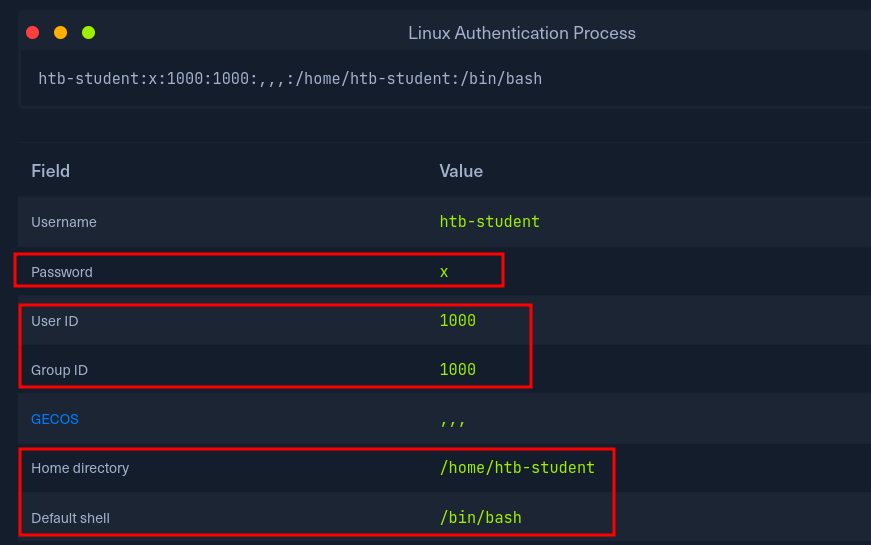 Linux Authentication Process
htb-student:x:1000:1000:,,,:/home/htb-student:/bin/bash
Field Value
Username htb-student
Password x
User ID 1000
Group ID 1000
GECOS ,,,
Home directory /home/htb-student
Default shell /bin/bash